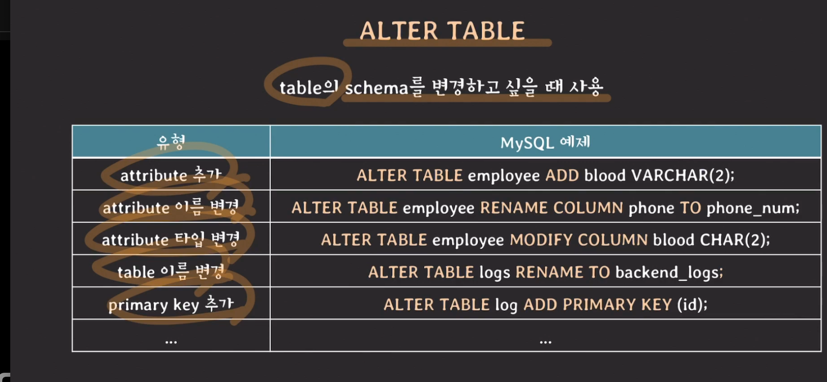 ALTER TABLE
table의 schema를 변경하고 싶을 때 사용
유형 MySQL 예제
attribute 추가 ALTER TABLE employee ADD blood VARCHAR(2);
attribute 이름 변경 ALTER TABLE employee RENAME COLUMN phone TO phone_num;
attribute 타입 변경 ALTER TABLE employee MODIFY COLUMN blood CHAR(2);
table 이름 변경 ALTER TABLE logs RENAME TO backend_logs;
primary key 추가 ALTER TABLE log ADD PRIMARY KEY (id);
... ...